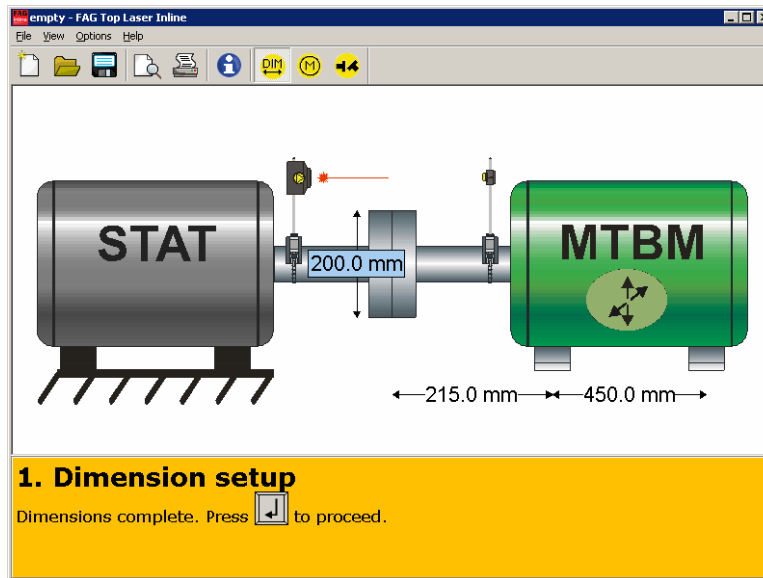 empty - FAG Top Laser Inline
File View Options Help
DIM M
STAT
MTBM
200.0 mm
215.0 mm 450.0 mm
1. Dimension setup
Dimensions complete. Press to proceed.